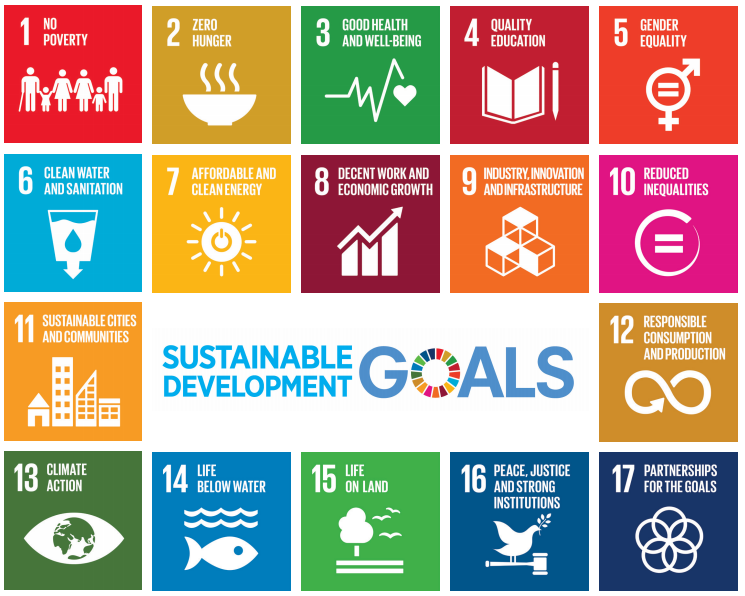 1 NO
POVERTY
2 ZERO
HUNGER
3 GOOD HEALTH
AND WELL-BEING
4 QUALITY
EDUCATION
5 GENDER
EQUALITY
6 CLEAN WATER
AND SANITATION
7 AFFORDABLE AND
CLEAN ENERGY
8 DECENT WORK AND
ECONOMIC GROWTH
9 INDUSTRY, INNOVATION
AND INFRASTRUCTURE
10 REDUCED
INEQUALITIES
11 SUSTAINABLE CITIES
AND COMMUNITIES
SUSTAINABLE
DEVELOPMENT
GOALS
12 RESPONSIBLE
CONSUMPTION
AND PRODUCTION
13 CLIMATE
ACTION
14 LIFE
BELOW WATER
15 LIFE
ON LAND
16 PEACE, JUSTICE
AND STRONG
INSTITUTIONS
17 PARTNERSHIPS
FOR THE GOALS